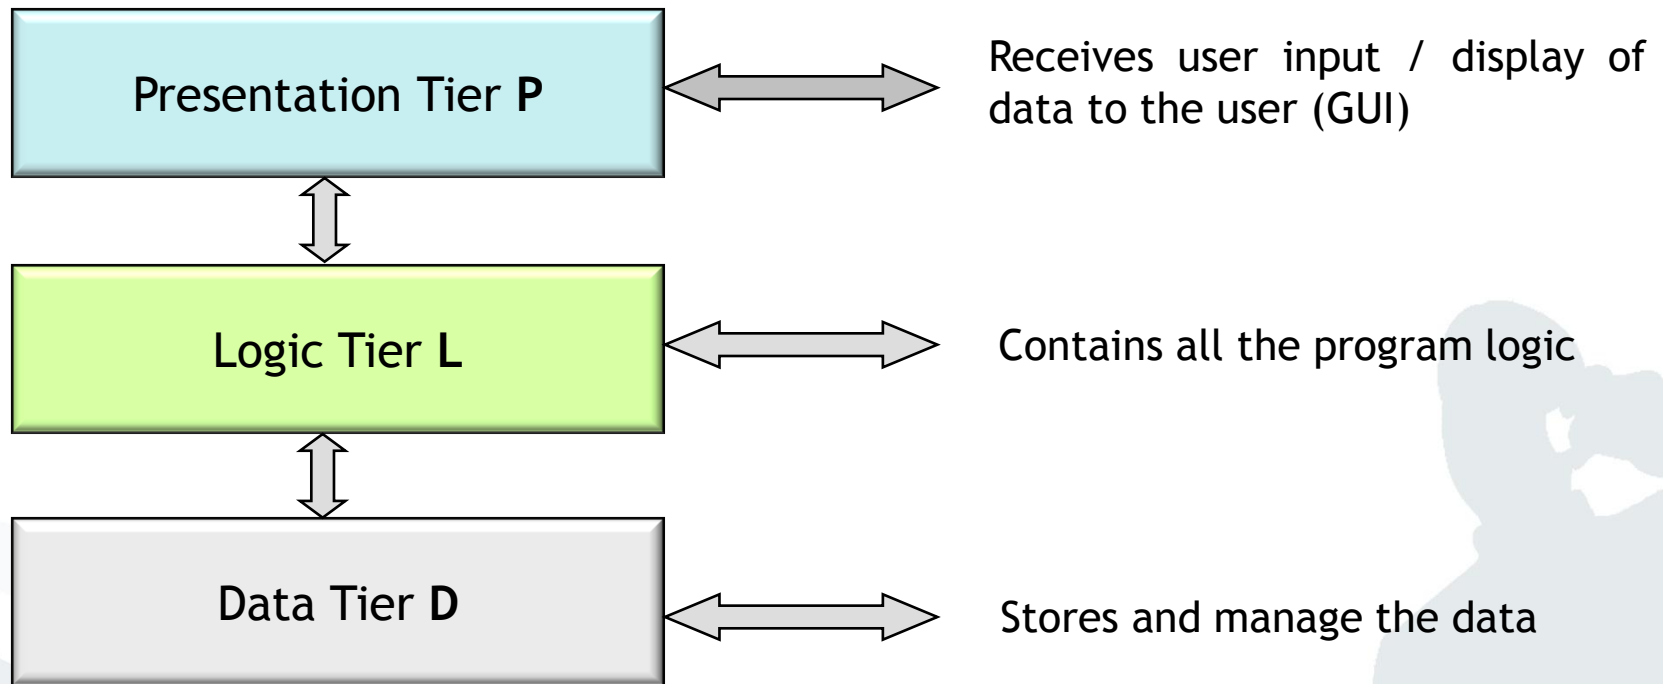 Presentation Tier P
Receives user input / display of
data to the user (GUI)
Logic Tier L
Contains all the program logic
Data Tier D
Stores and manage the data